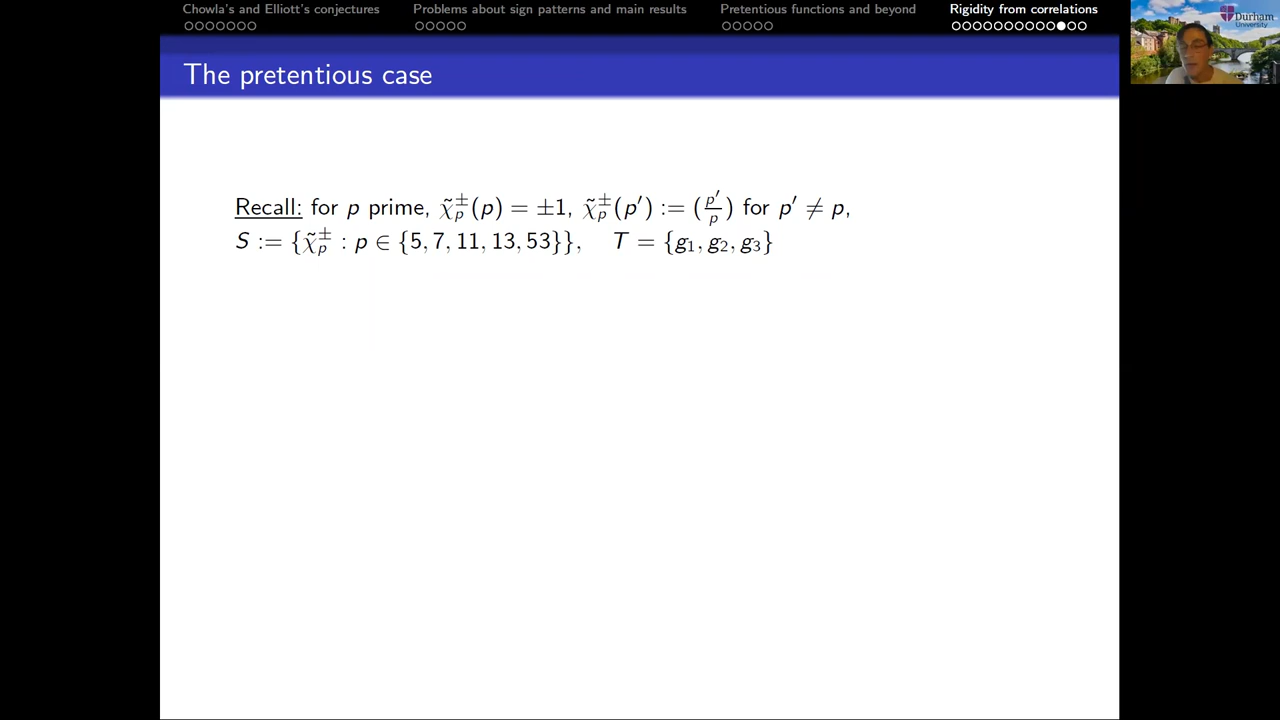 Chowla's and Elliott's conjectures Problems about sign patterns and main results Pretentious functions and beyond Rigidity from correlations
Durham University
The pretentious case
Recall: for p prime, χ̃ₚ^±(p) = ±1, χ̃ₚ^±(p′) := (p′/p) for p′ ≠ p,
S := {χ̃ₚ^± : p ∈ {5, 7, 11, 13, 53}}, T = {g₁, g₂, g₃}